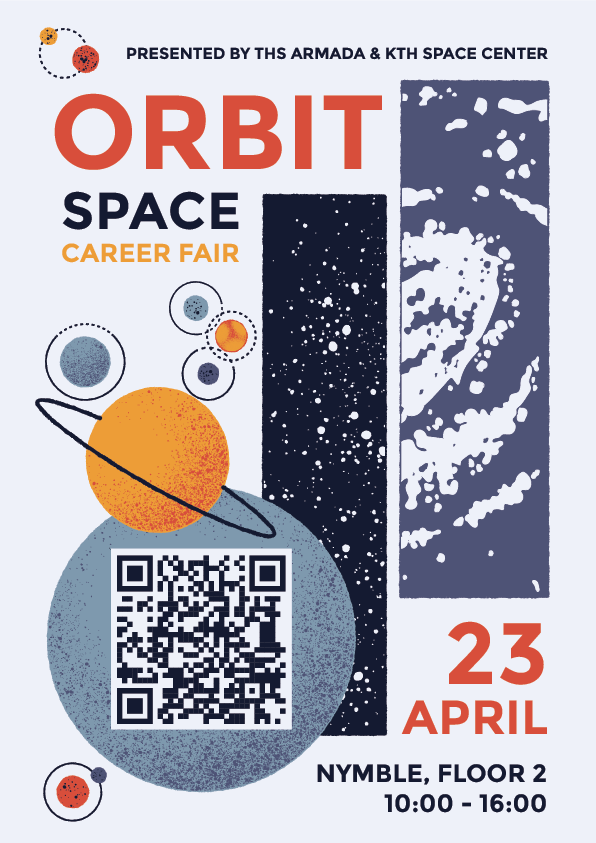 PRESENTED BY THS ARMADA & KTH SPACE CENTER
ORBIT
SPACE
CAREER FAIR
23
APRIL
NYMBLE, FLOOR 2
10:00 - 16:00